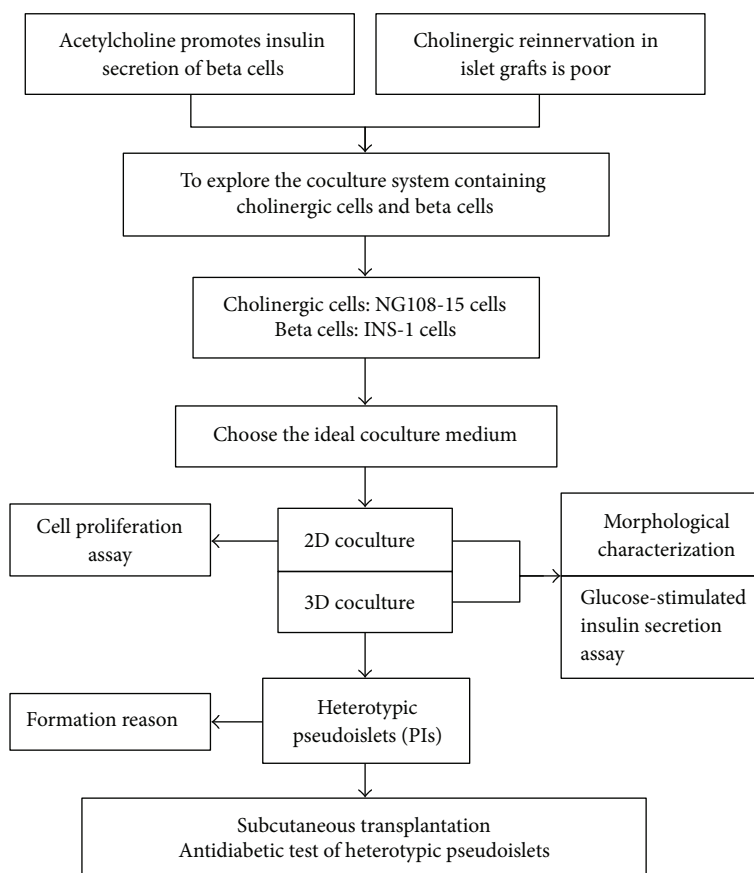 Acetylcholine promotes insulin
secretion of beta cells
Cholinergic reinnervation in
islet grafts is poor
To explore the coculture system containing
cholinergic cells and beta cells
Cholinergic cells: NG108-15 cells
Beta cells: INS-1 cells
Choose the ideal coculture medium
Cell proliferation
assay
2D coculture
3D coculture
Morphological
characterization
Glucose-stimulated
insulin secretion
assay
Formation reason
Heterotypic
pseudoislets (PIs)
Subcutaneous transplantation
Antidiabetic test of heterotypic pseudoislets